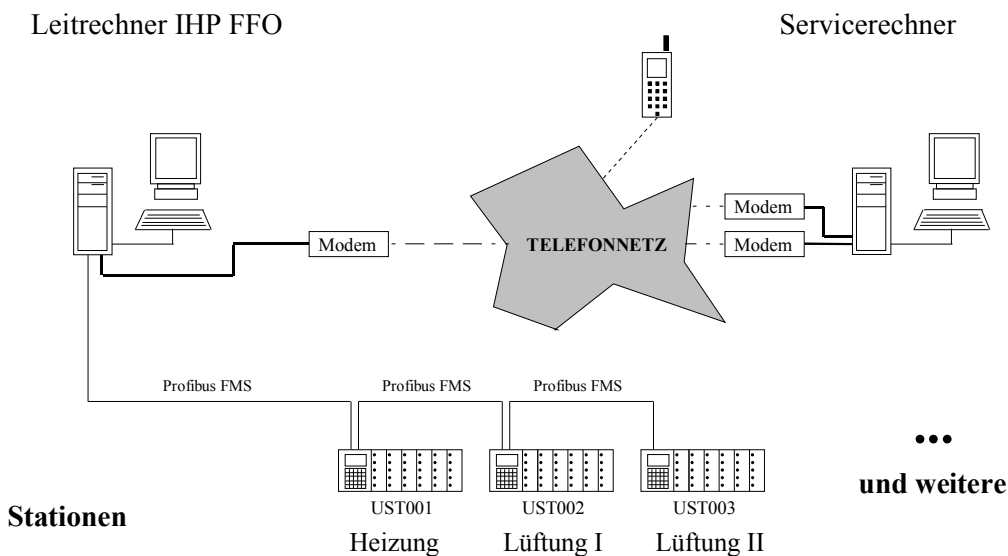 Leitrechner IHP FFO
Servicerechner
Modem
Modem
Modem
TELEFONNETZ
Profibus FMS
Profibus FMS
Profibus FMS
•••
und weitere
Stationen
UST001
UST002
UST003
Heizung
Lüftung I
Lüftung II